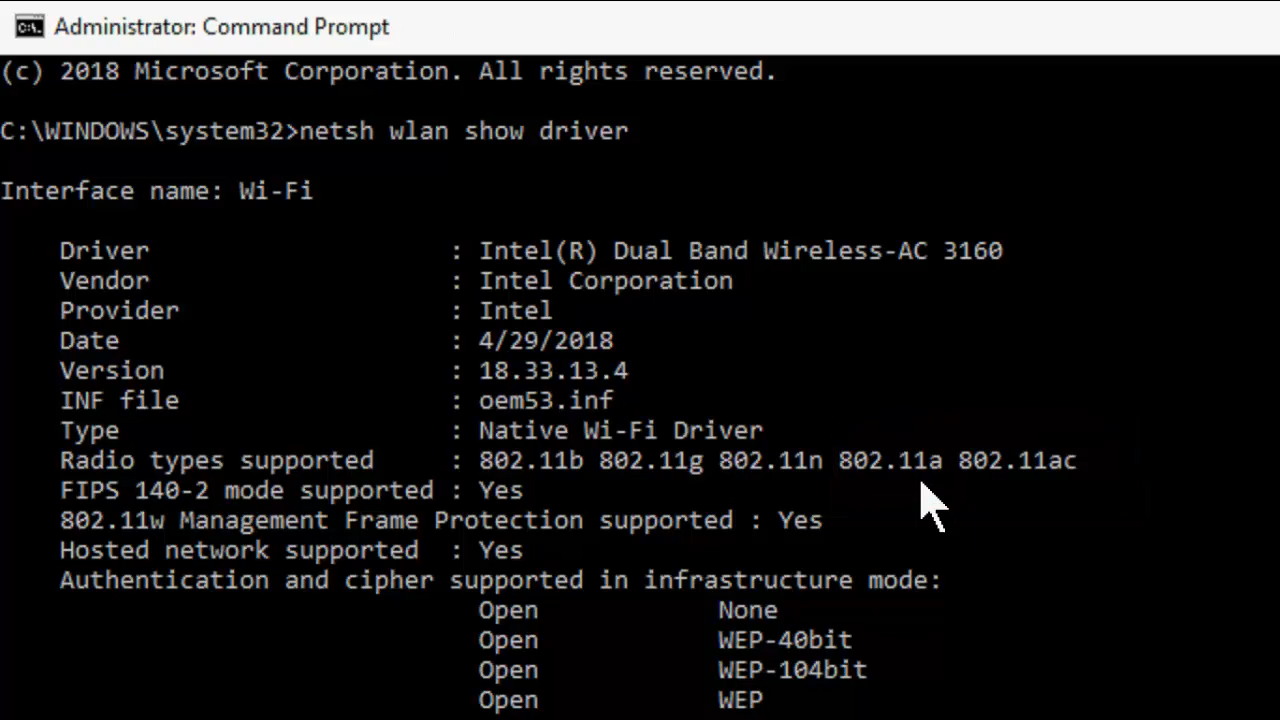 Administrator: Command Prompt
(c) 2018 Microsoft Corporation. All rights reserved.
C:\WINDOWS\system32>netsh wlan show driver
Interface name: Wi-Fi
Driver : Intel(R) Dual Band Wireless-AC 3160
Vendor : Intel Corporation
Provider : Intel
Date : 4/29/2018
Version : 18.33.13.4
INF file : oem53.inf
Type : Native Wi-Fi Driver
Radio types supported : 802.11b 802.11g 802.11n 802.11a 802.11ac
FIPS 140-2 mode supported : Yes
802.11w Management Frame Protection supported : Yes
Hosted network supported : Yes
Authentication and cipher supported in infrastructure mode:
Open None
Open WEP-40bit
Open WEP-104bit
Open WEP